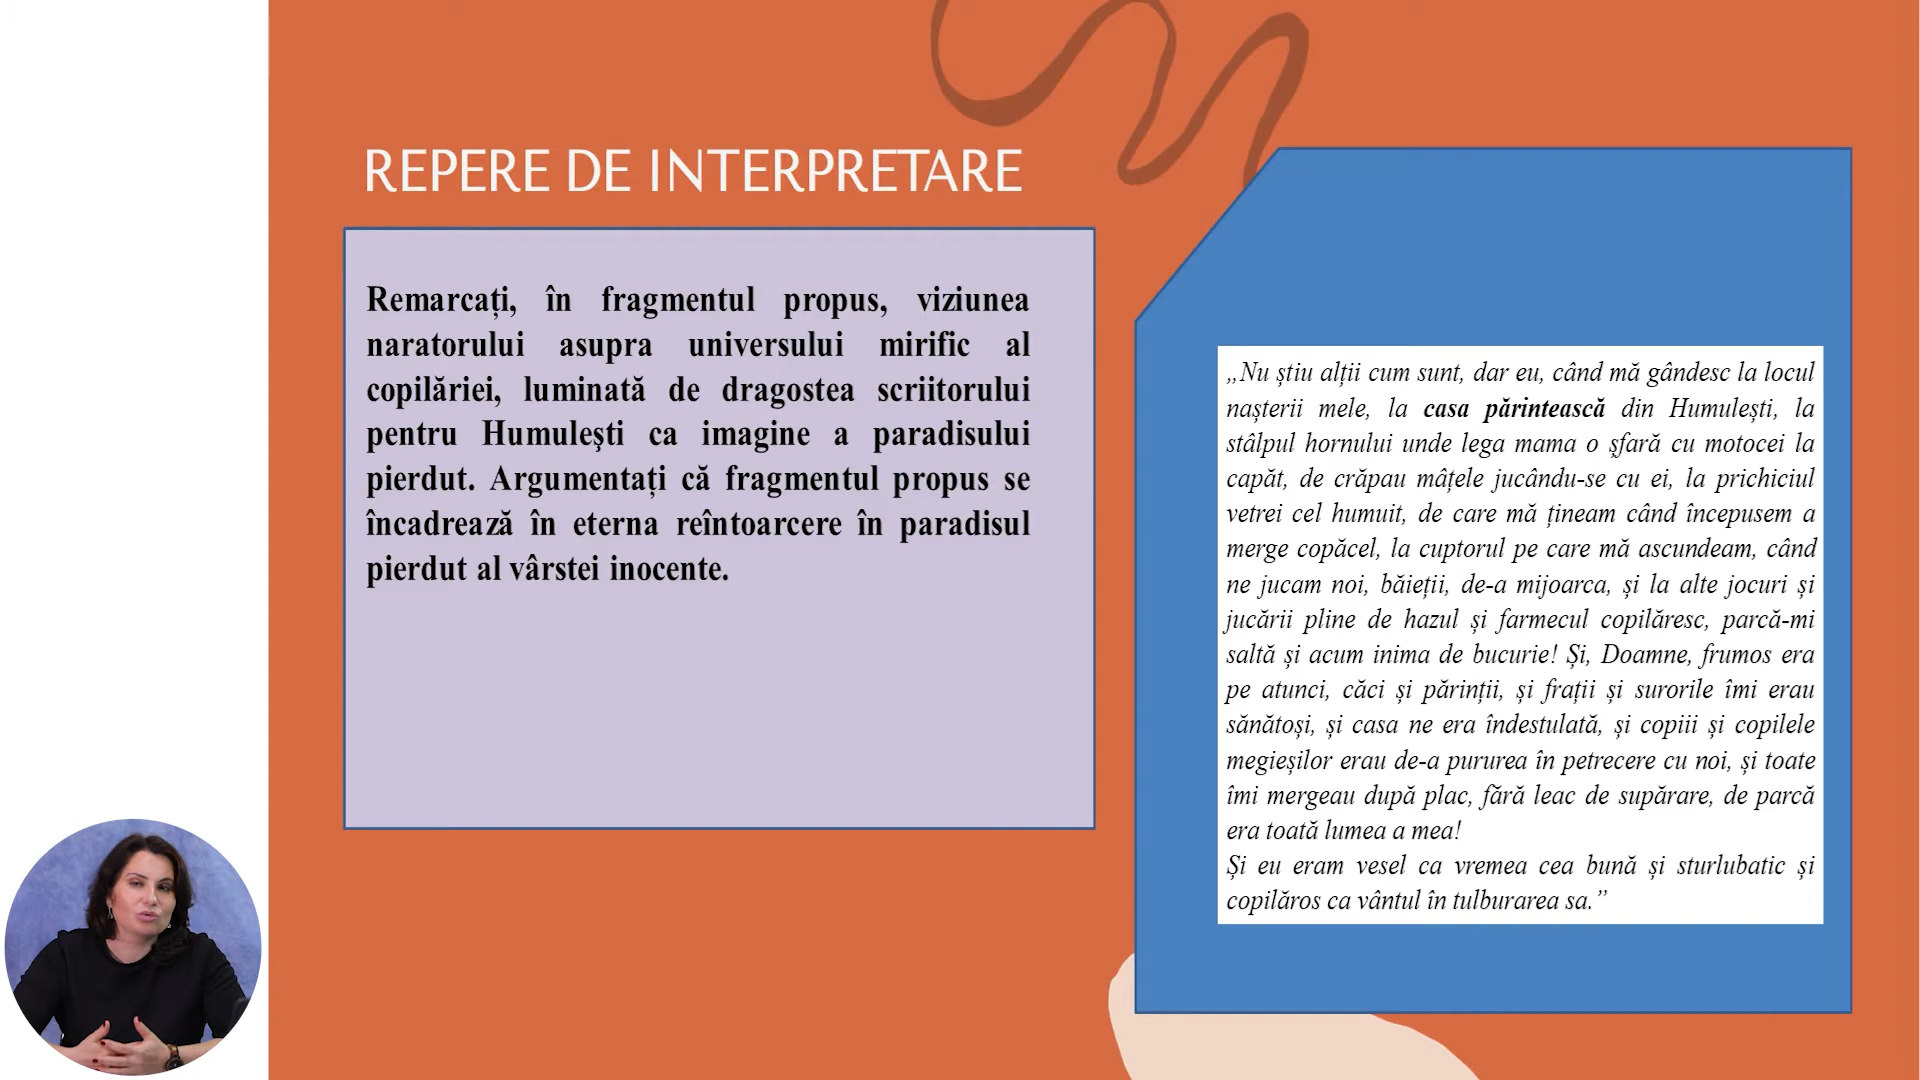 REPERE DE INTERPRETARE
Remarcați, în fragmentul propus, viziunea
naratorului asupra universului mirific al
copilăriei, luminată de dragostea scriitorului
pentru Humuleşti ca imagine a paradisului
pierdut. Argumentați că fragmentul propus se
încadrează în eterna reîntoarcere în paradisul
pierdut al vârstei inocente.
„Nu știu alții cum sunt, dar eu, când mă gândesc la locul
nașterii mele, la casa părintească din Humulești, la
stâlpul hornului unde lega mama o șfară cu motocei la
capăt, de crăpau mâțele jucându-se cu ei, la prichiciul
vetrei cel humuit, de care mă țineam când începusem a
merge copăcel, la cuptorul pe care mă ascundeam, când
ne jucam noi, băieții, de-a mijoarca, și la alte jocuri și
jucării pline de hazul și farmecul copilăresc, parcă-mi
saltă și acum inima de bucurie! Și, Doamne, frumos era
pe atunci, căci și părinții, și frații și surorile îmi erau
sănătoși, și casa ne era îndestulată, și copiii și copilele
megieșilor erau de-a pururea în petrecere cu noi, și toate
îmi mergeau după plac, fără leac de supărare, de parcă
era toată lumea a mea!
Și eu eram vesel ca vremea cea bună și sturlubatic și
copilăros ca vântul în tulburarea sa.”